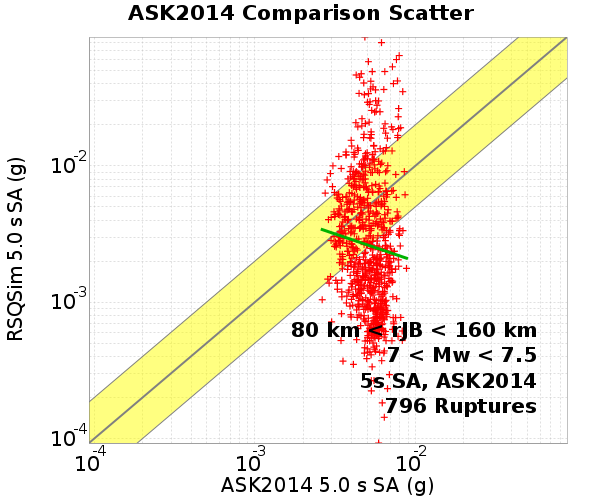 ASK2014 Comparison Scatter
RSQSim 5.0 s SA (g)
10-2
10-3
10-4
80 km < rJB < 160 km
7 < Mw < 7.5
5s SA, ASK2014
796 Ruptures
10-4 10-3 10-2
ASK2014 5.0 s SA (g)